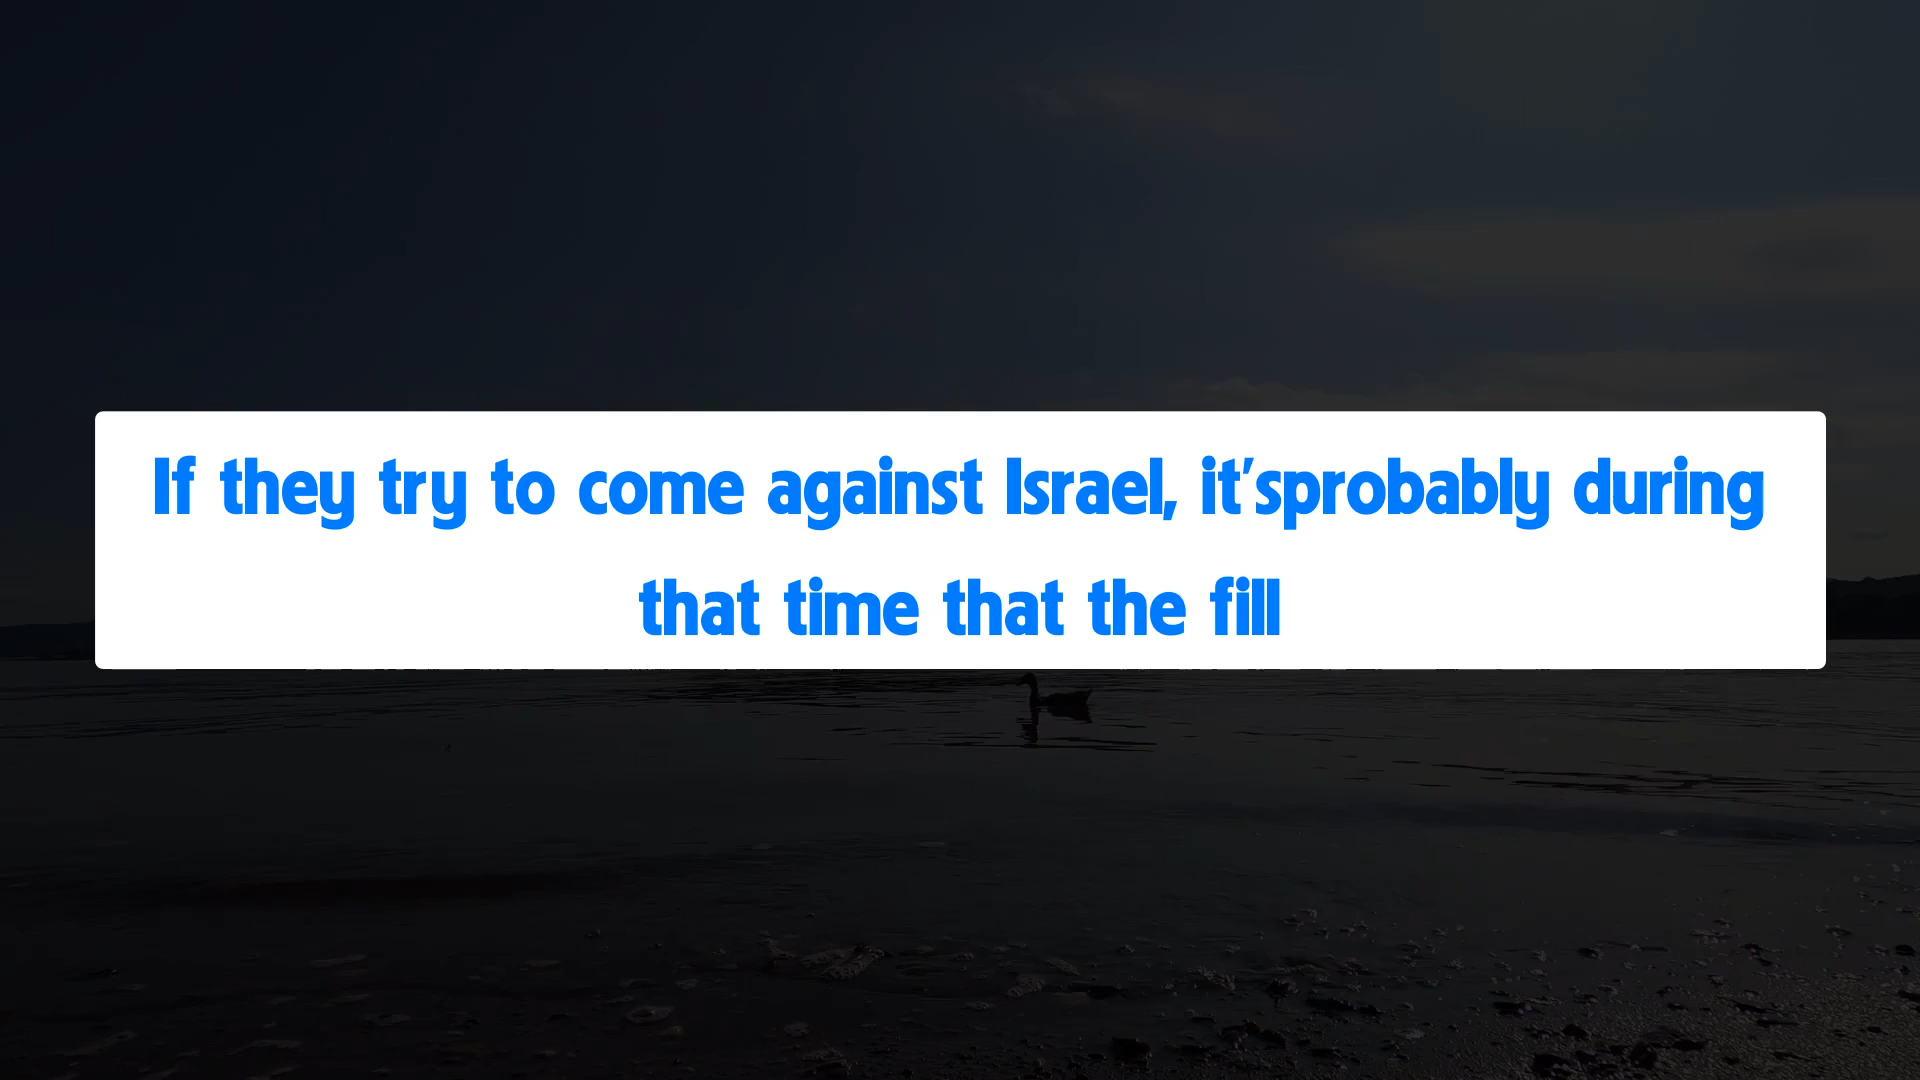 If they try to come against Israel, it'sprobably during
that time that the fill